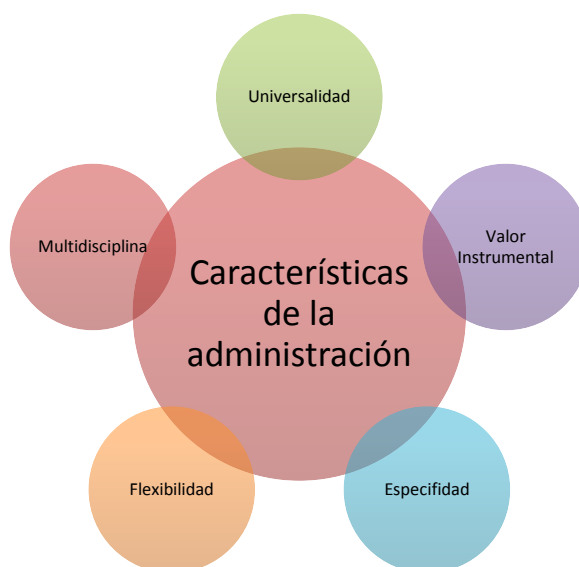 Universalidad
Multidisciplina
Valor
Instrumental
Características
de la
administración
Flexibilidad
Especifidad